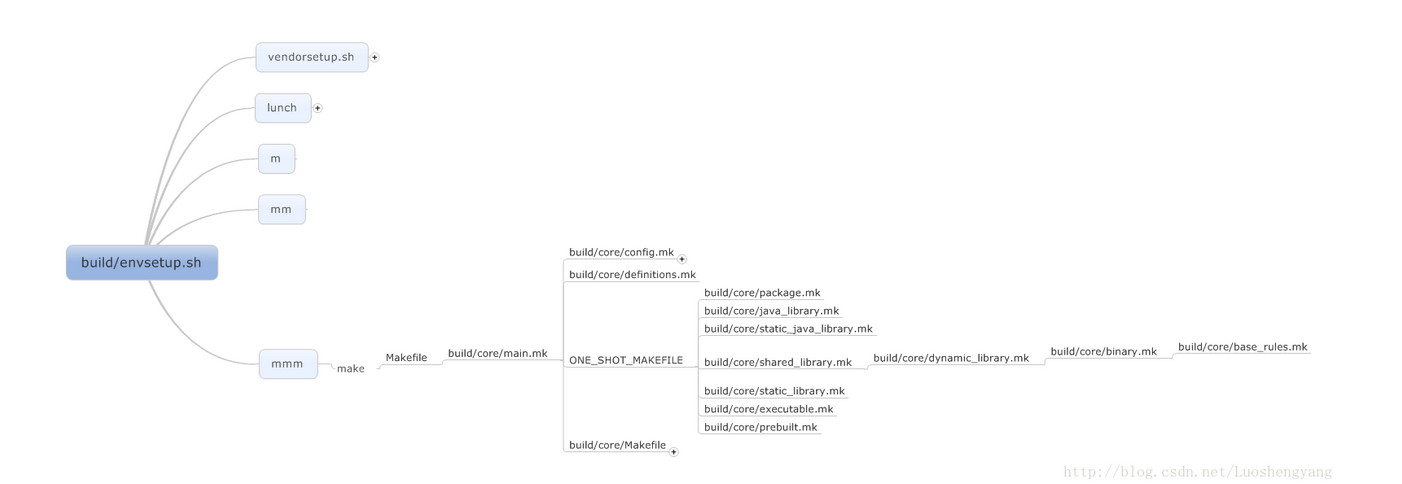 vendorsetup.sh
lunch
m
mm
build/envsetup.sh
mmm
make
Makefile
build/core/main.mk
build/core/config.mk
build/core/definitions.mk
ONE_SHOT_MAKEFILE
build/core/package.mk
build/core/java_library.mk
build/core/static_java_library.mk
build/core/shared_library.mk
build/core/dynamic_library.mk
build/core/binary.mk
build/core/base_rules.mk
build/core/static_library.mk
build/core/executable.mk
build/core/prebuilt.mk
build/core/Makefile
http://blog.csdn.net/Luoshengyang